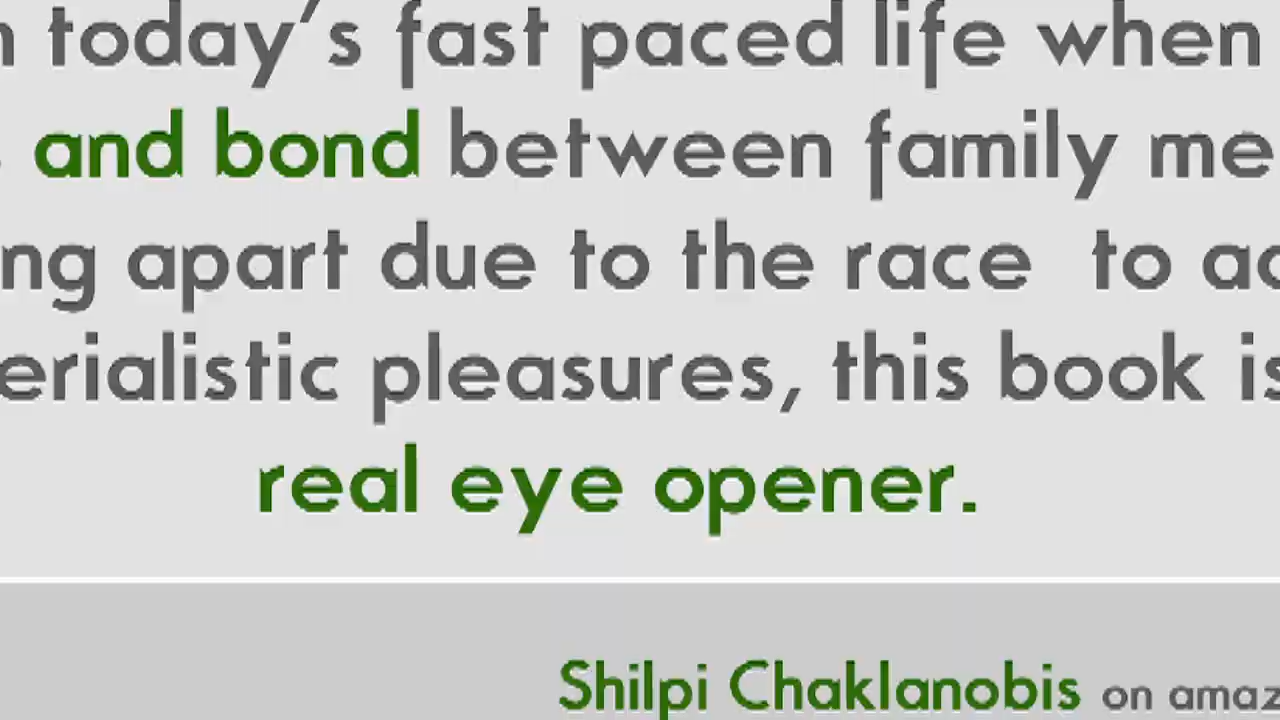 today's fast paced life when
and bond between family me
ng apart due to the race to ac
erialistic pleasures, this book is
real eye opener.
Shilpi Chaklanobis on amaz